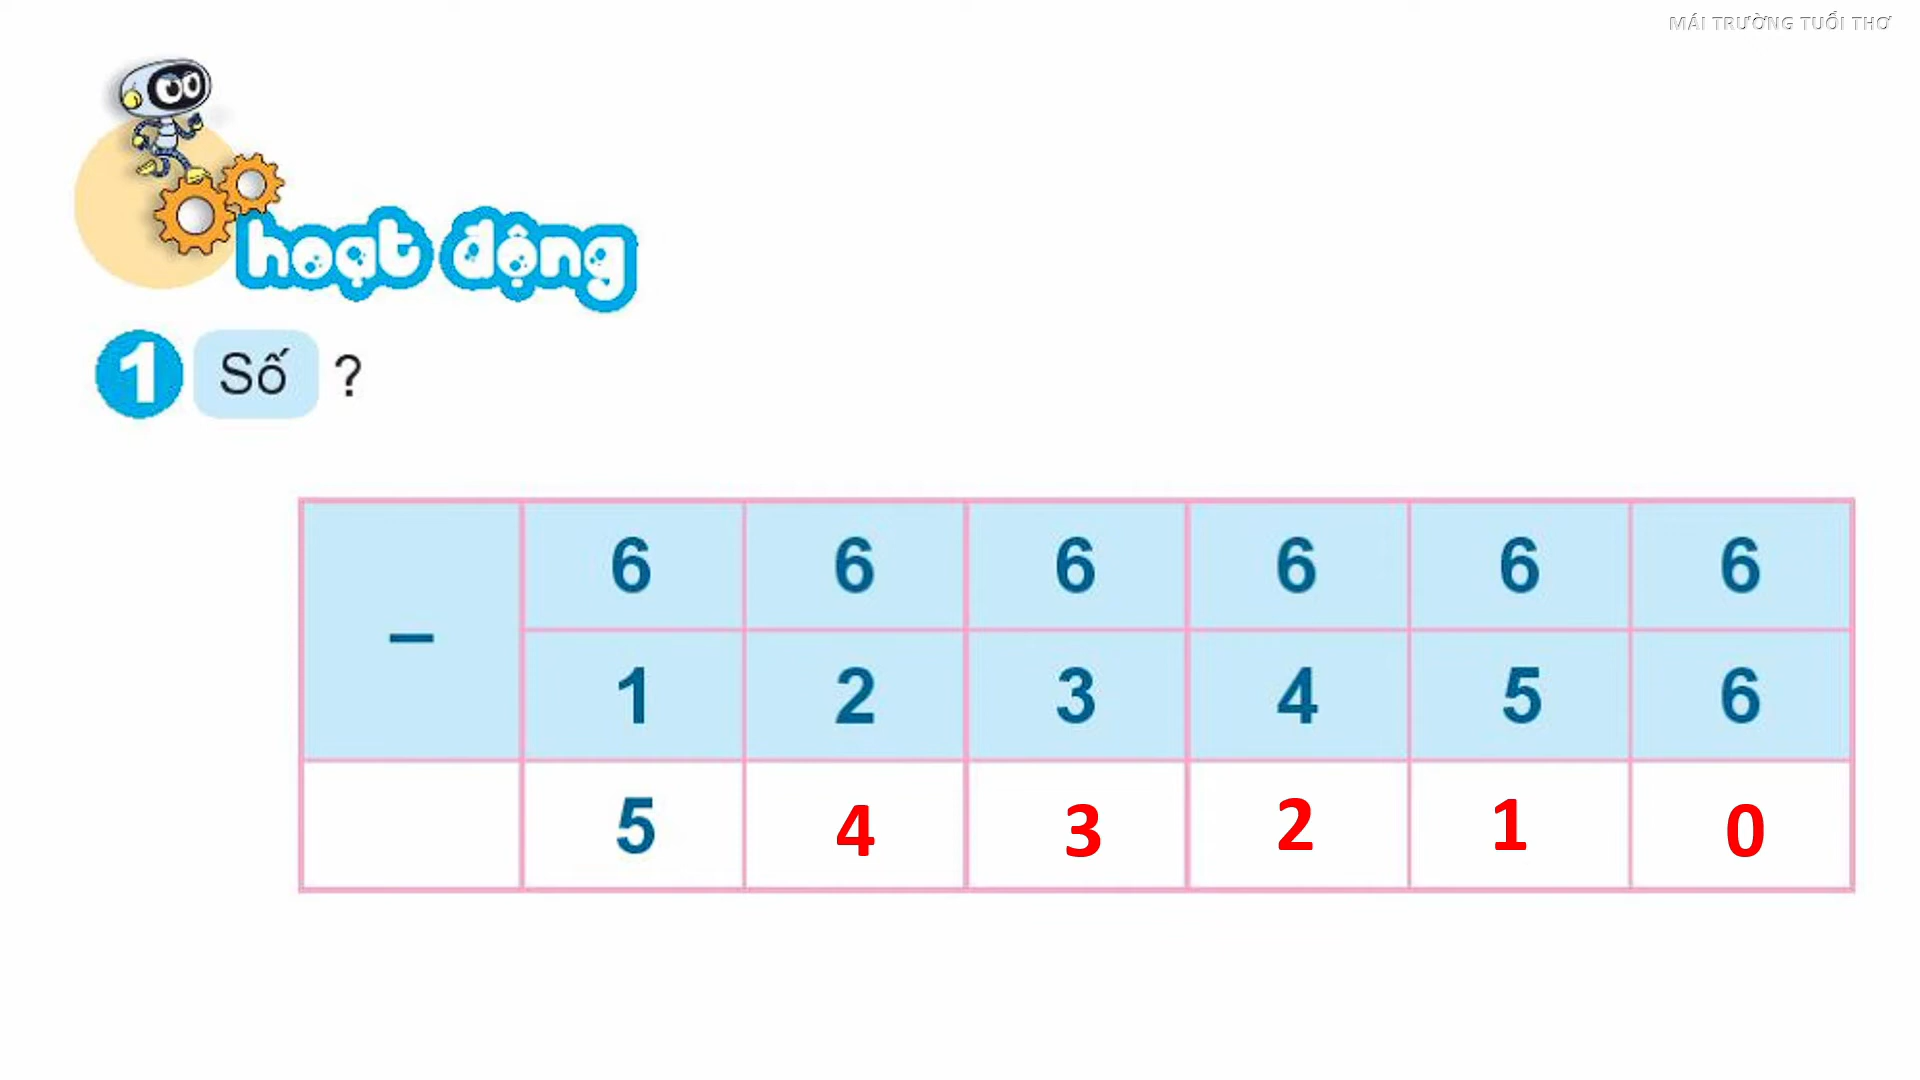 MÁI TRƯỜNG TUỔI THƠ
hoạt động
1 Số ?
6 6 6 6 6 6
–
1 2 3 4 5 6
5 4 3 2 1 0